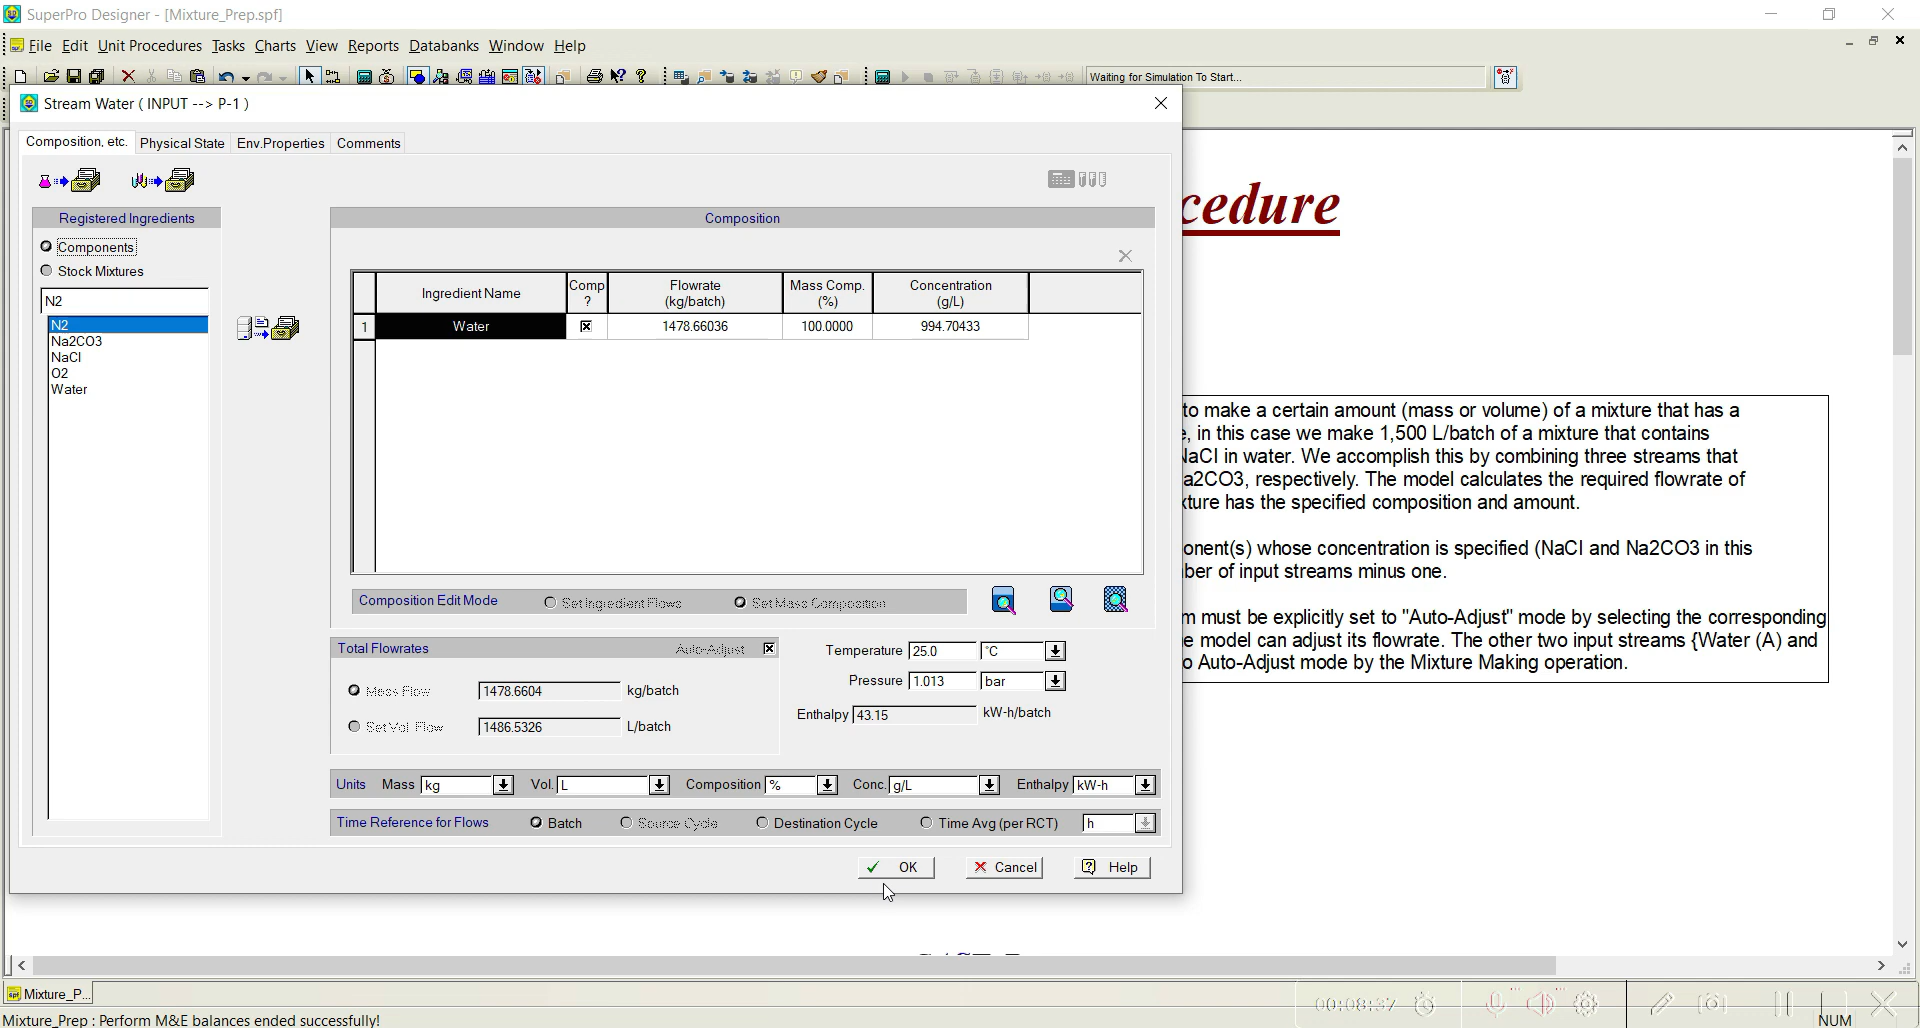 SuperPro Designer - [Mixture_Prep.spf]
File Edit Unit Procedures Tasks Charts View Reports Databanks Window Help
Waiting for Simulation To Start...
Stream Water ( INPUT --> P-1 )
Composition, etc. Physical State Env.Properties Comments
Registered Ingredients
Components
Stock Mixtures
N2
N2
Na2CO3
NaCl
O2
Water
Composition
Ingredient Name Comp ? Flowrate (kg/batch) Mass Comp. (%) Concentration (g/L)
1 Water 1478.66036 100.0000 994.70433
Composition Edit Mode Set Ingredient Flows Set Mass Composition
Total Flowrates Auto-Adjust
Mass Flow 1478.6604 kg/batch
Set Vol. Flow 1486.5326 L/batch
Temperature 25.0 °C
Pressure 1.013 bar
Enthalpy 43.15 kW-h/batch
Units Mass kg Vol. L Composition % Conc. g/L Enthalpy kW-h
Time Reference for Flows Batch Source Cycle Destination Cycle Time Avg (per RCT) h
OK Cancel Help
cedure
to make a certain amount (mass or volume) of a mixture that has a
, in this case we make 1,500 L/batch of a mixture that contains
NaCl in water. We accomplish this by combining three streams that
a2CO3, respectively. The model calculates the required flowrate of
xture has the specified composition and amount.
onent(s) whose concentration is specified (NaCl and Na2CO3 in this
ber of input streams minus one.
m must be explicitly set to "Auto-Adjust" mode by selecting the corresponding
e model can adjust its flowrate. The other two input streams {Water (A) and
o Auto-Adjust mode by the Mixture Making operation.
Mixture_P...
00:08:37
Mixture_Prep : Perform M&E balances ended successfully!
NUM